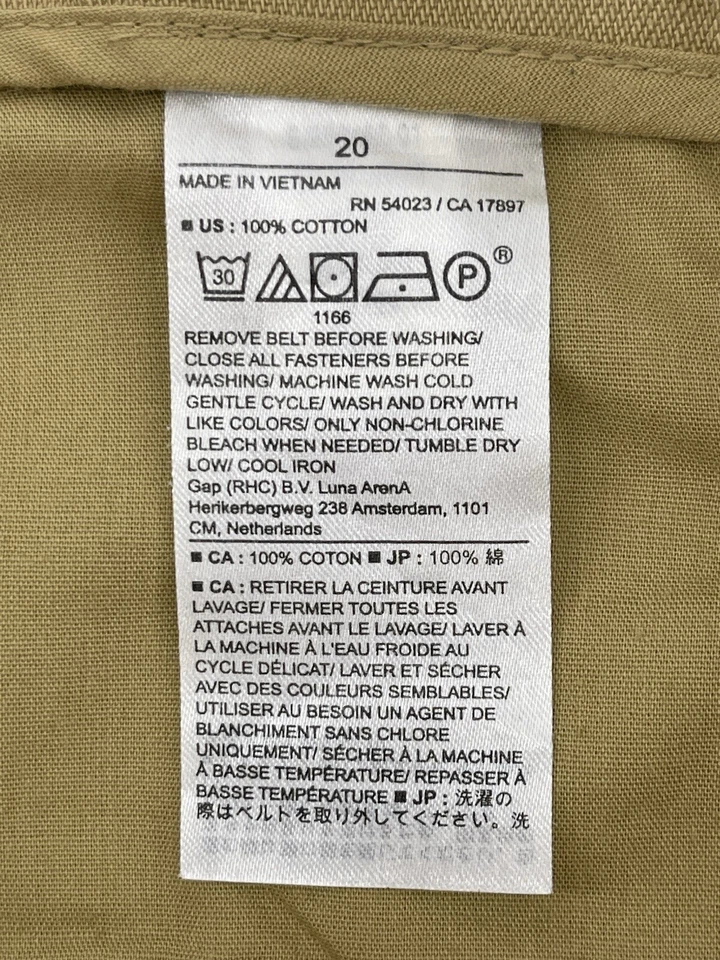 20
MADE IN VIETNAM
RN 54023 / CA 17897
■ US : 100% COTTON
30 P ®
1166
REMOVE BELT BEFORE WASHING/
CLOSE ALL FASTENERS BEFORE
WASHING/ MACHINE WASH COLD
GENTLE CYCLE/ WASH AND DRY WITH
LIKE COLORS/ ONLY NON-CHLORINE
BLEACH WHEN NEEDED/ TUMBLE DRY
LOW/ COOL IRON
Gap (RHC) B.V. Luna ArenA
Herikerbergweg 238 Amsterdam, 1101
CM, Netherlands
■ CA : 100% COTON ■ JP : 100% 綿
■ CA : RETIRER LA CEINTURE AVANT
LAVAGE/ FERMER TOUTES LES
ATTACHES AVANT LE LAVAGE/ LAVER À
LA MACHINE À L'EAU FROIDE AU
CYCLE DÉLICAT/ LAVER ET SÉCHER
AVEC DES COULEURS SEMBLABLES/
UTILISER AU BESOIN UN AGENT DE
BLANCHIMENT SANS CHLORE
UNIQUEMENT/ SÉCHER À LA MACHINE
À BASSE TEMPÉRATURE/ REPASSER À
BASSE TEMPÉRATURE ■ JP : 洗濯の
際はベルトを取り外してください。洗